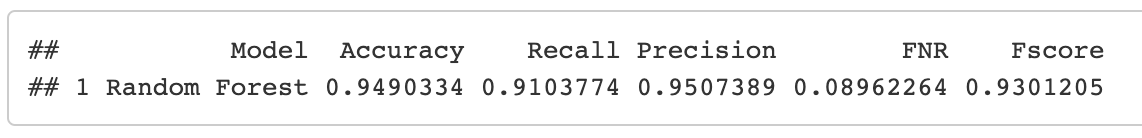 ##           Model  Accuracy    Recall Precision        FNR    Fscore
## 1 Random Forest 0.9490334 0.9103774 0.9507389 0.08962264 0.9301205